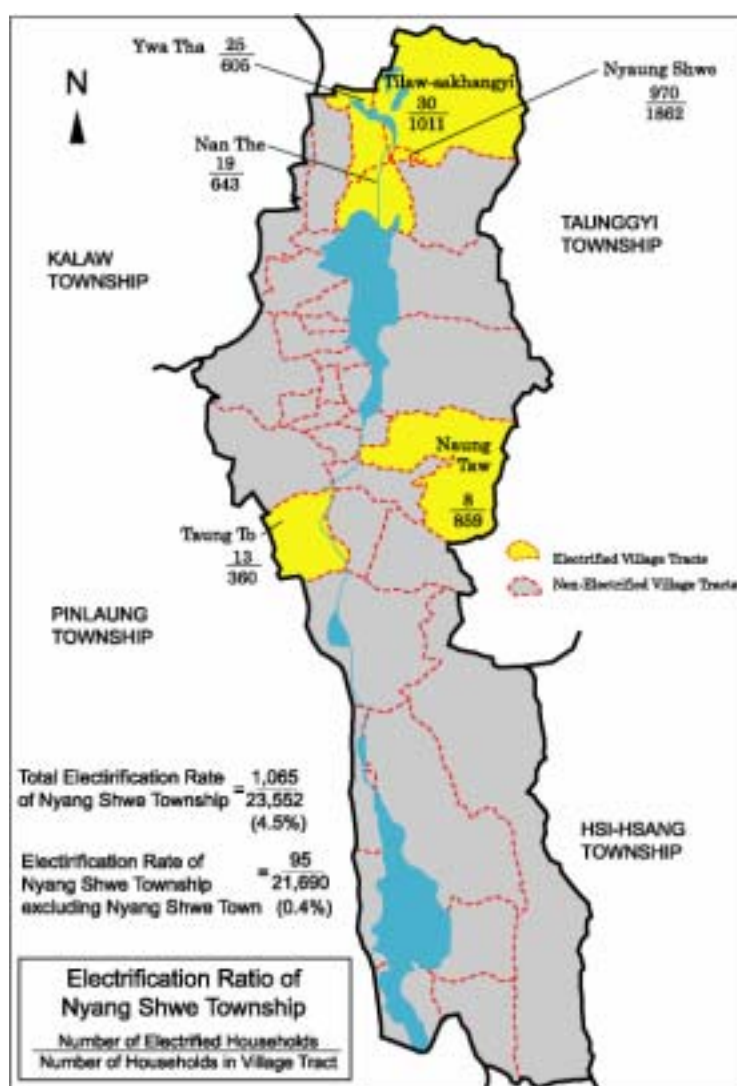 Ywa Tha 25
605
Tilaw-sakhangyi
30
1011
Nyaung Shwe
970
1862
N
Nan The
19
643
TAUNGGYI
TOWNSHIP
KALAW
TOWNSHIP
Naung
Taw
8
859
Taung To
13
360
Electrified Village Tracts
Non-Electrified Village Tracts
PINLAUNG
TOWNSHIP
Total Electirification Rate
of Nyang Shwe Township = 1,065
23,552
(4.5%)
HSI-HSANG
TOWNSHIP
Electirification Rate of
Nyang Shwe Township = 95
21,690
excluding Nyang Shwe Town (0.4%)
Electrification Ratio of
Nyang Shwe Township
Number of Electrified Households
Number of Households in Village Tract